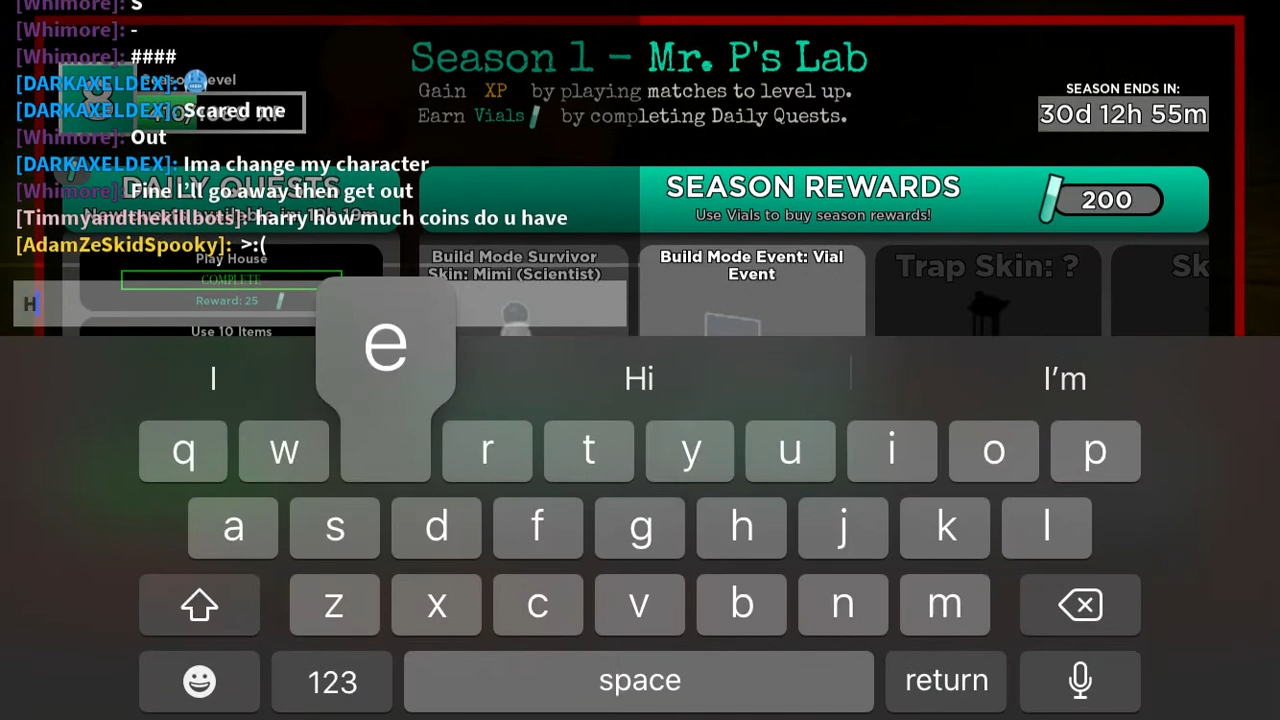 [Whimore]: S
[Whimore]: -
[Whimore]: ####
[DARKAXELDEX]: 🥶
[DARKAXELDEX]: Scared me
[Whimore]: Out
[DARKAXELDEX]: Ima change my character
[Whimore]: Fine i'll go away then get out
[Timmyandthekillbots]: harry how much coins do u have
[AdamZeSkidSpooky]: >:(
H
Season 1 - Mr. P's Lab
Gain XP by playing matches to level up.
Earn Vials by completing Daily Quests.
SEASON ENDS IN:
30d 12h 55m
DAILY QUESTS
Play House
COMPLETE
Reward: 25
Use 10 Items
SEASON REWARDS
Use Vials to buy season rewards!
200
Build Mode Survivor
Skin: Mimi (Scientist)
Build Mode Event: Vial
Event
Trap Skin: ?
Sk
I Hi I'm
e
q w r t y u i o p
a s d f g h j k l
z x c v b n m
123 space return